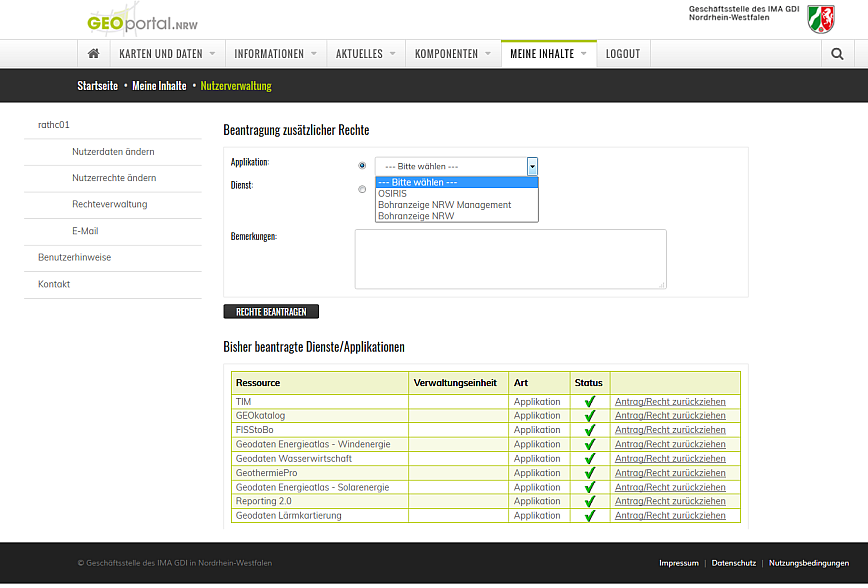 GEOportal.NRW
Geschäftsstelle des IMA GDI
Nordrhein-Westfalen
KARTEN UND DATEN INFORMATIONEN AKTUELLES KOMPONENTEN MEINE INHALTE LOGOUT
Startseite • Meine Inhalte • Nutzerverwaltung
rathc01
Nutzerdaten ändern
Nutzerrechte ändern
Rechteverwaltung
E-Mail
Benutzerhinweise
Kontakt
Beantragung zusätzlicher Rechte
Applikation: --- Bitte wählen ---
Dienst:
--- Bitte wählen ---
OSIRIS
Bohranzeige NRW Management
Bohranzeige NRW
Bemerkungen:
RECHTE BEANTRAGEN
Bisher beantragte Dienste/Applikationen
Ressource Verwaltungseinheit Art Status
TIM Applikation Antrag/Recht zurückziehen
GEOkatalog Applikation Antrag/Recht zurückziehen
FISStoBo Applikation Antrag/Recht zurückziehen
Geodaten Energieatlas - Windenergie Applikation Antrag/Recht zurückziehen
Geodaten Wasserwirtschaft Applikation Antrag/Recht zurückziehen
GeothermiePro Applikation Antrag/Recht zurückziehen
Geodaten Energieatlas - Solarenergie Applikation Antrag/Recht zurückziehen
Reporting 2.0 Applikation Antrag/Recht zurückziehen
Geodaten Lärmkartierung Applikation Antrag/Recht zurückziehen
© Geschäftsstelle des IMA GDI in Nordrhein-Westfalen
Impressum | Datenschutz | Nutzungsbedingungen